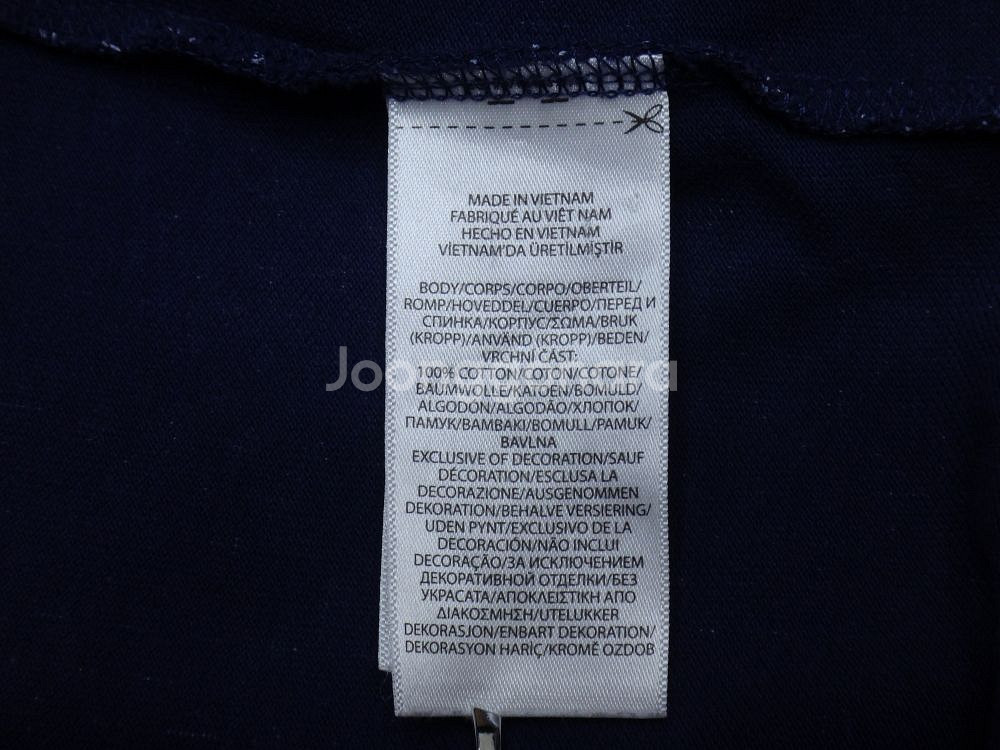 MADE IN VIETNAM
FABRIQUÉ AU VIÊT NAM
HECHO EN VIETNAM
VİETNAM'DA ÜRETİLMİŞTİR
BODY/CORPS/CORPO/OBERTEIL/
ROMP/HOVEDDEL/CUERPO/ПЕРЕД И
СПИНКА/КОРПУС/ΣΩΜΑ/BRUK
(KROPP)/ANVÄND (KROPP)/BEDEN/
VRCHNÍ ČÁST:
100% COTTON/COTON/COTONE/
BAUMWOLLE/KATOEN/BOMULD/
ALGODÓN/ALGODÃO/ХЛОПОК/
ПАМУК/ΒΑΜΒΑΚΙ/BOMULL/PAMUK/
BAVLNA
EXCLUSIVE OF DECORATION/SAUF
DÉCORATION/ESCLUSA LA
DECORAZIONE/AUSGENOMMEN
DEKORATION/BEHALVE VERSIERING/
UDEN PYNT/EXCLUSIVO DE LA
DECORACIÓN/NÃO INCLUI
DECORAÇÃO/ЗА ИСКЛЮЧЕНИЕМ
ДЕКОРАТИВНОЙ ОТДЕЛКИ/БЕЗ
УКРАСАТА/ΑΠΟΚΛΕΙΣΤΙΚΗ ΑΠΟ
ΔΙΑΚΟΣΜΗΣΗ/UTELUKKER
DEKORASJON/ENBART DEKORATION/
DEKORASYON HARİÇ/KROMĚ OZDOB